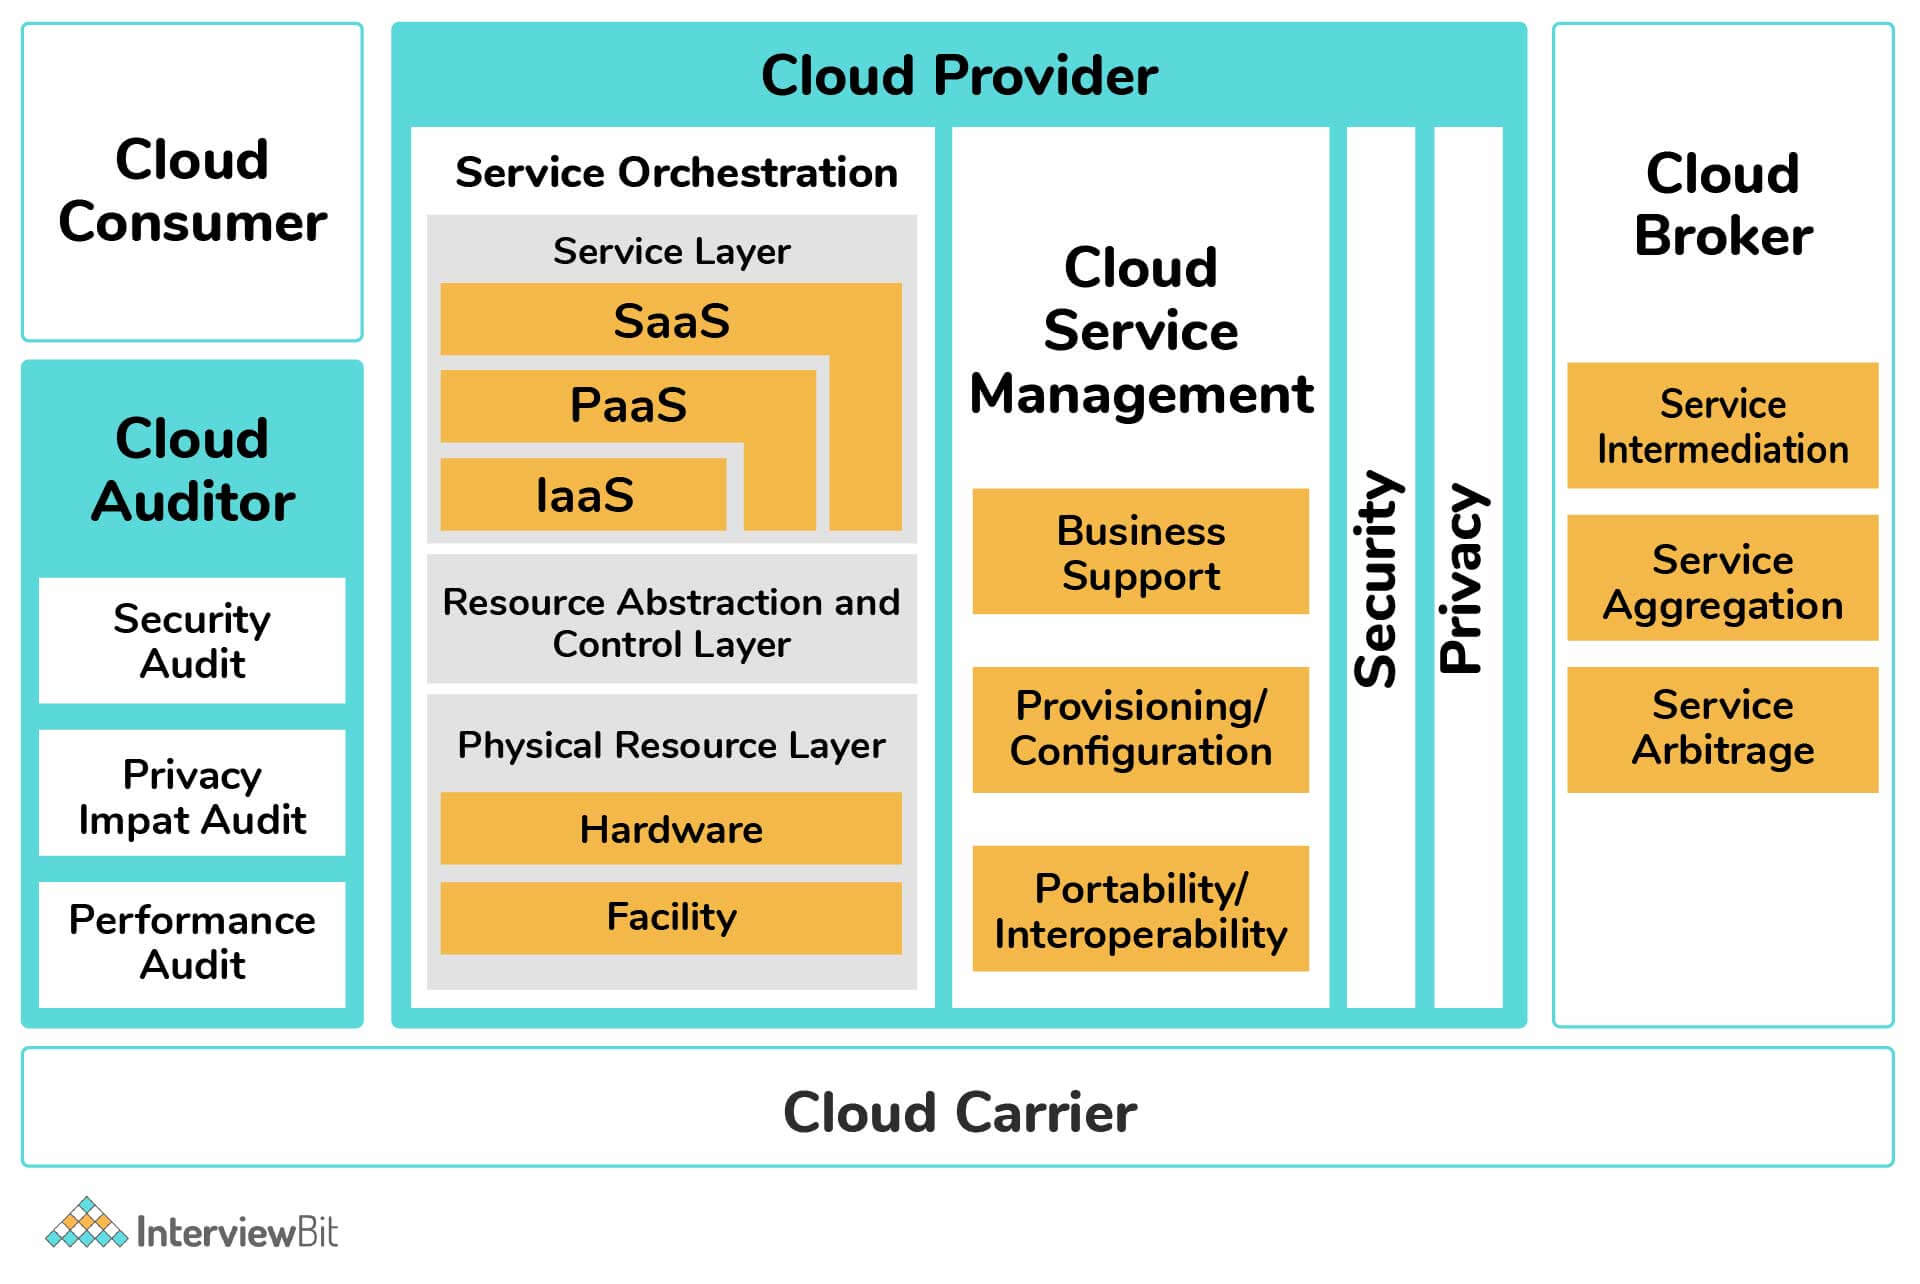 Cloud
Consumer
Cloud
Auditor
Security
Audit
Privacy
Impat Audit
Performance
Audit
Cloud Provider
Service Orchestration
Service Layer
SaaS
PaaS
IaaS
Resource Abstraction and
Control Layer
Physical Resource Layer
Hardware
Facility
Cloud
Service
Management
Business
Support
Provisioning/
Configuration
Portability/
Interoperability
Security
Privacy
Cloud
Broker
Service
Intermediation
Service
Aggregation
Service
Arbitrage
Cloud Carrier
InterviewBit